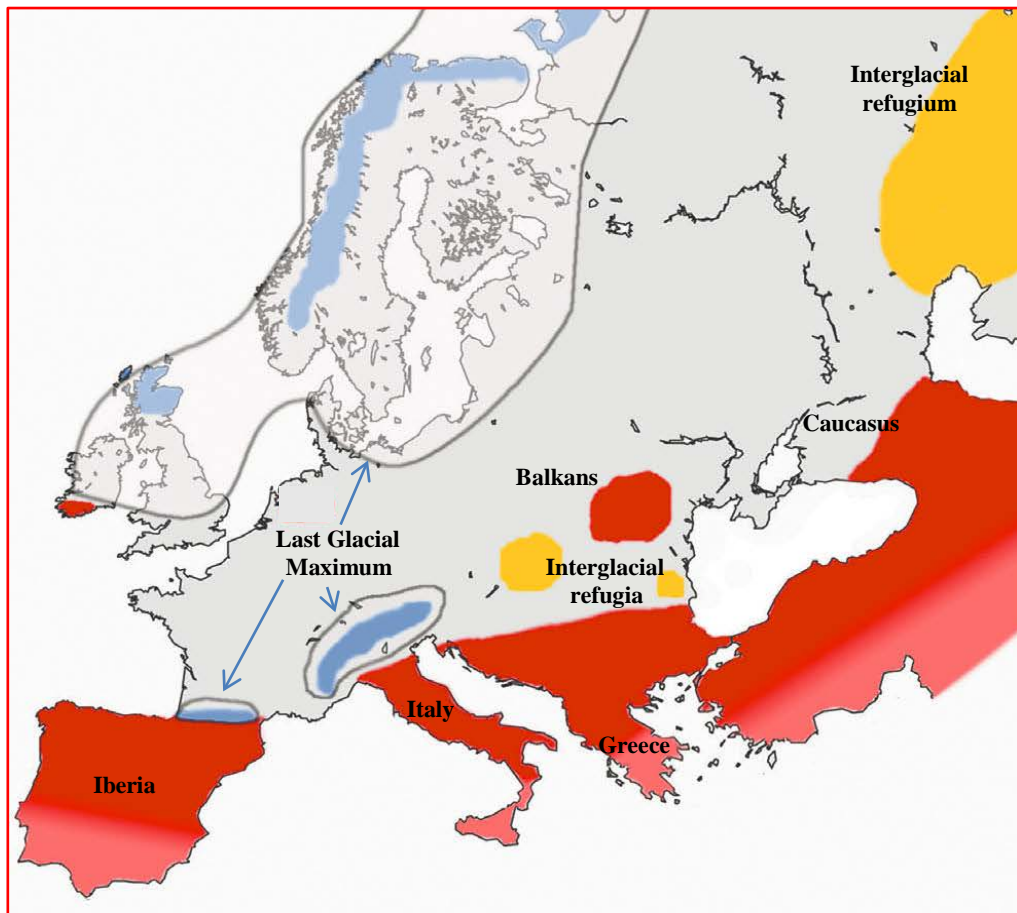 Interglacial
refugium
Caucasus
Balkans
Last Glacial
Maximum
Interglacial
refugia
Italy
Greece
Iberia